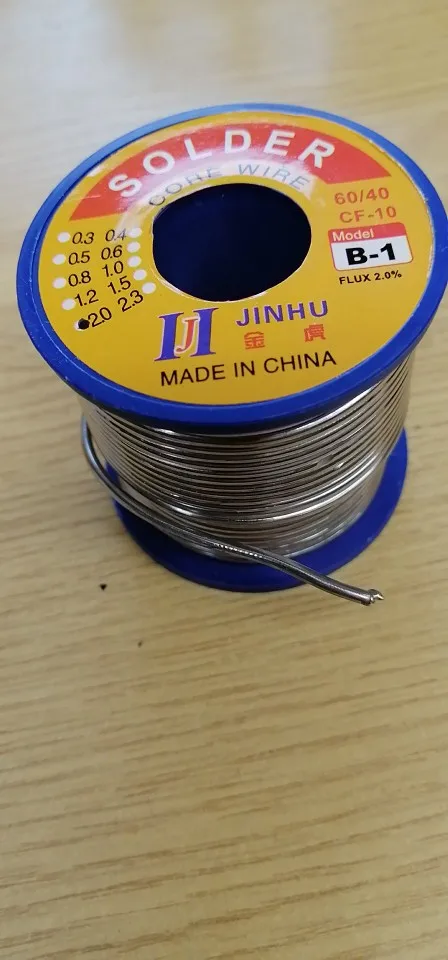 SOLDER
CORE WIRE
60/40
CF-10
Model
B-1
FLUX 2.0%
0.3 0.4
0.5 0.6
0.8 1.0
1.2 1.5
2.0 2.3
JINHU
金虎
MADE IN CHINA